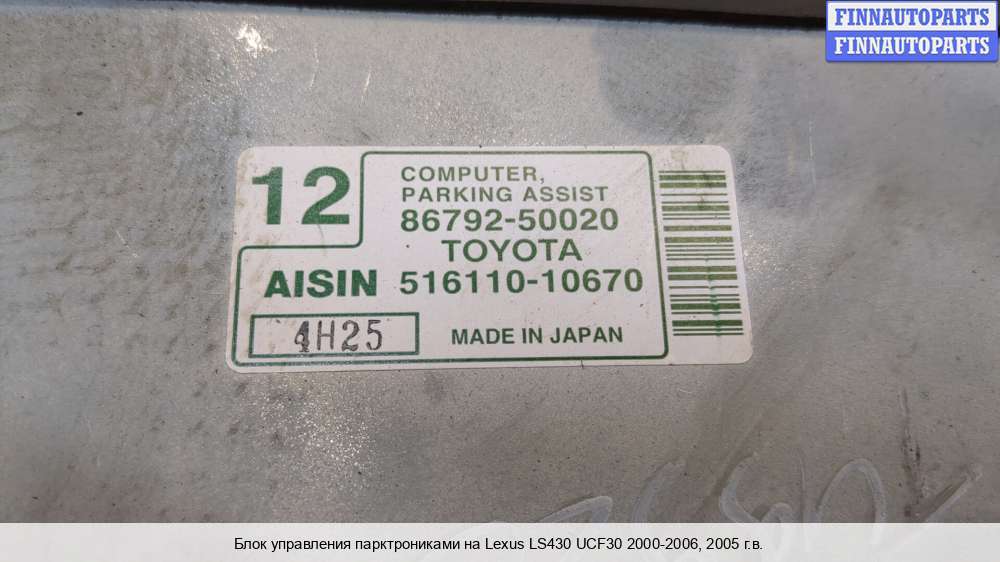 FINNAUTOPARTS
FINNAUTOPARTS
12
COMPUTER,
PARKING ASSIST
86792-50020
TOYOTA
AISIN 516110-10670
4H25
MADE IN JAPAN
Блок управления парктрониками на Lexus LS430 UCF30 2000-2006, 2005 г.в.